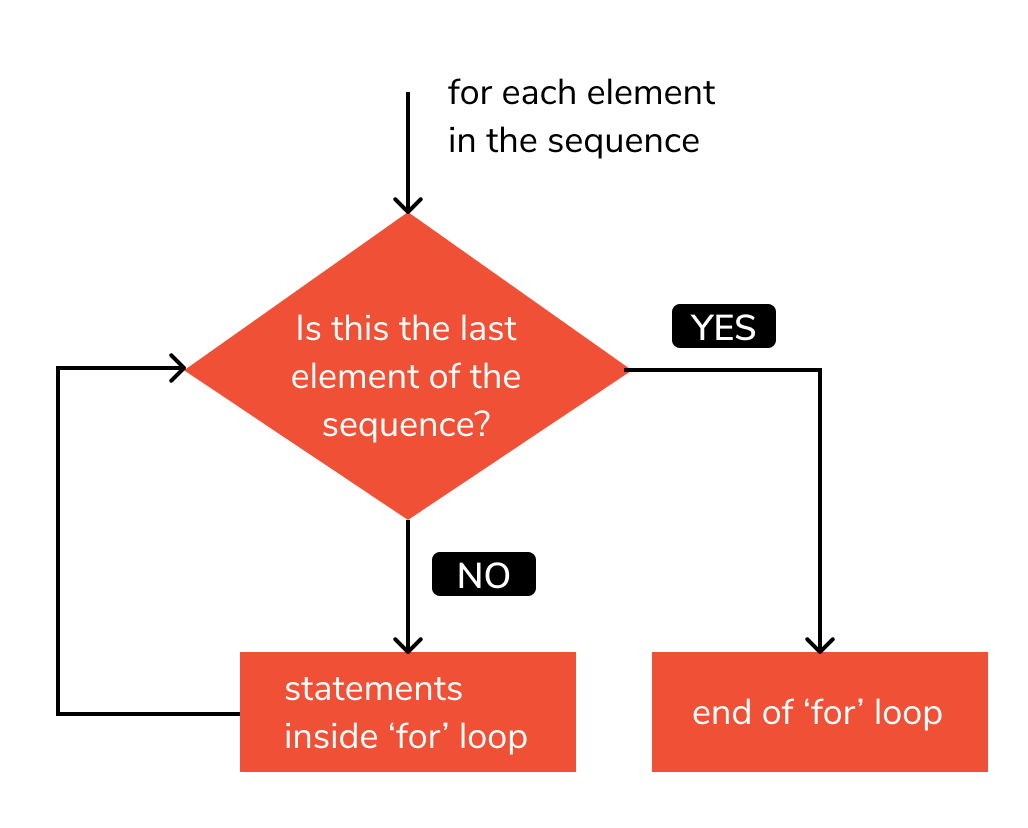 for each element
in the sequence
Is this the last
element of the
sequence?
YES
NO
statements
inside ‘for’ loop
end of ‘for’ loop